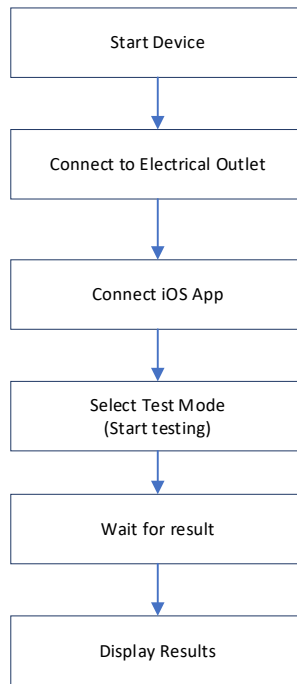 Start Device
Connect to Electrical Outlet
Connect iOS App
Select Test Mode
(Start testing)
Wait for result
Display Results